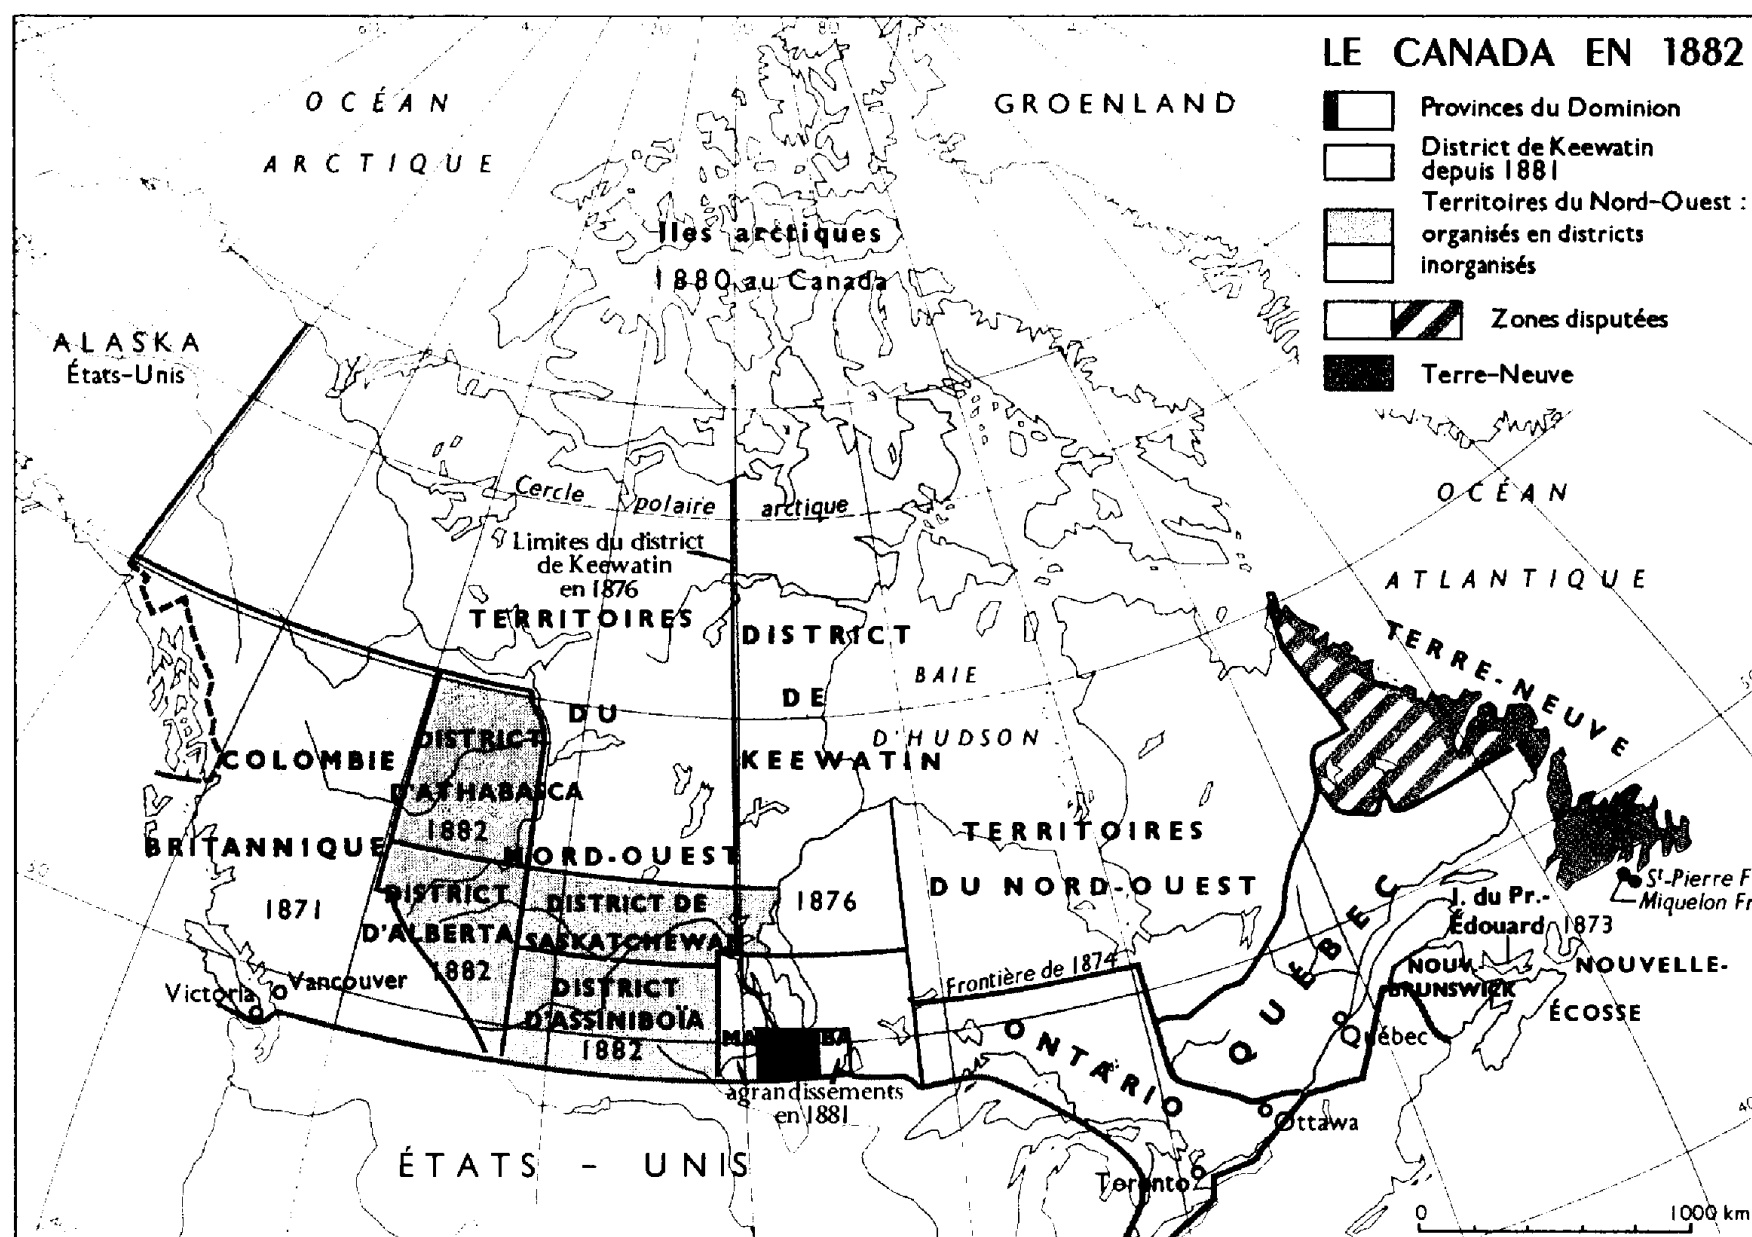 LE CANADA EN 1882
Provinces du Dominion
District de Keewatin
depuis 1881
Territoires du Nord-Ouest :
organisés en districts
inorganisés
Zones disputées
Terre-Neuve
OCÉAN
ARCTIQUE
GROENLAND
Îles arctiques
1880 au Canada
ALASKA
États-Unis
Cercle polaire arctique
Limites du district
de Keewatin
en 1876
TERRITOIRES
DU
NORD-OUEST
DISTRICT
DE
KEEWATIN
BAIE
D'HUDSON
OCÉAN
ATLANTIQUE
TERRE-NEUVE
COLOMBIE
BRITANNIQUE
1871
DISTRICT
D'ATHABASCA
1882
DISTRICT
D'ALBERTA
1882
DISTRICT DE
SASKATCHEWAN
DISTRICT
D'ASSINIBOÏA
1882
1876
TERRITOIRES
DU NORD-OUEST
Frontière de 1874
QUÉBEC
ONTARIO
agrandissements
en 1881
St-Pierre F
Miquelon Fr
I. du Pr.-
Édouard 1873
NOUV.
BRUNSWICK
NOUVELLE-
ÉCOSSE
Victoria
Vancouver
Québec
Ottawa
Toronto
ÉTATS - UNIS
50
0 1000 km